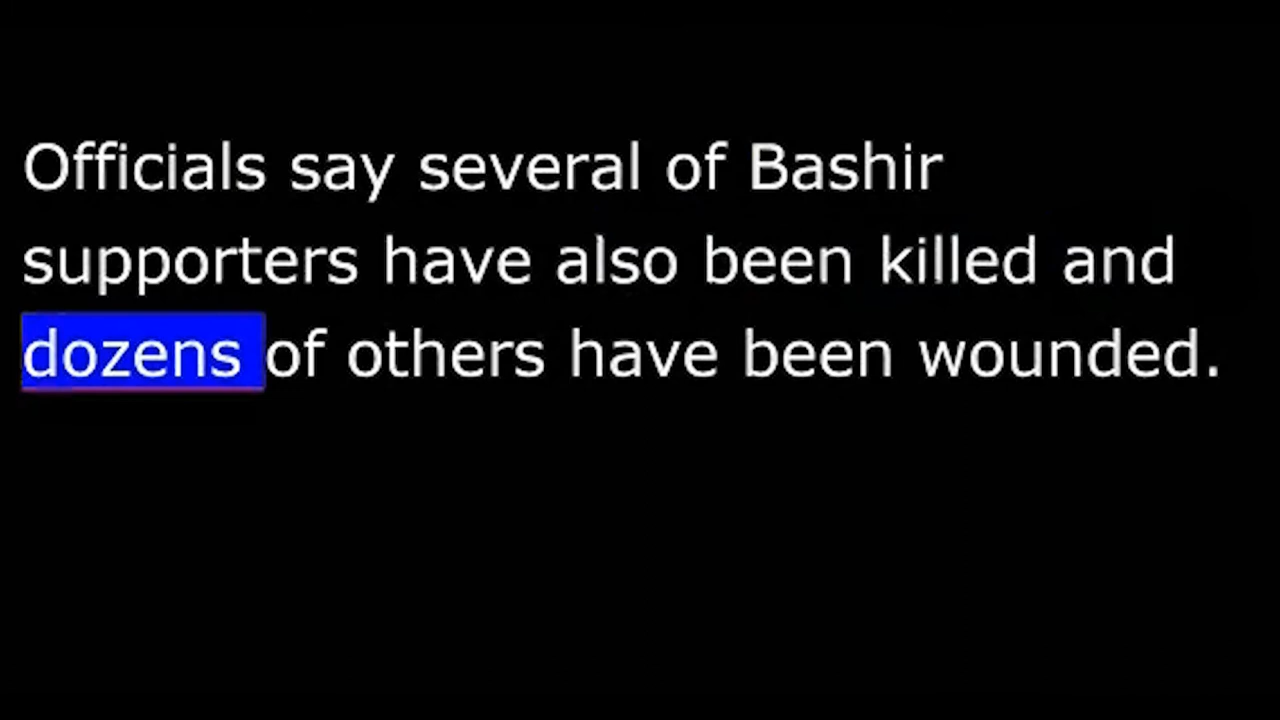 Officials say several of Bashir
supporters have also been killed and
dozens of others have been wounded.